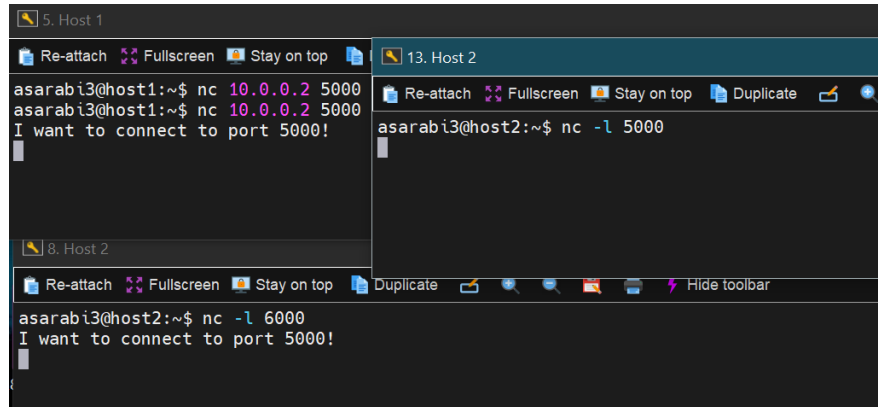 5. Host 1
Re-attach Fullscreen Stay on top
asarabi3@host1:~$ nc 10.0.0.2 5000
asarabi3@host1:~$ nc 10.0.0.2 5000
I want to connect to port 5000!
13. Host 2
Re-attach Fullscreen Stay on top Duplicate
asarabi3@host2:~$ nc -l 5000
8. Host 2
Re-attach Fullscreen Stay on top Duplicate Hide toolbar
asarabi3@host2:~$ nc -l 6000
I want to connect to port 5000!